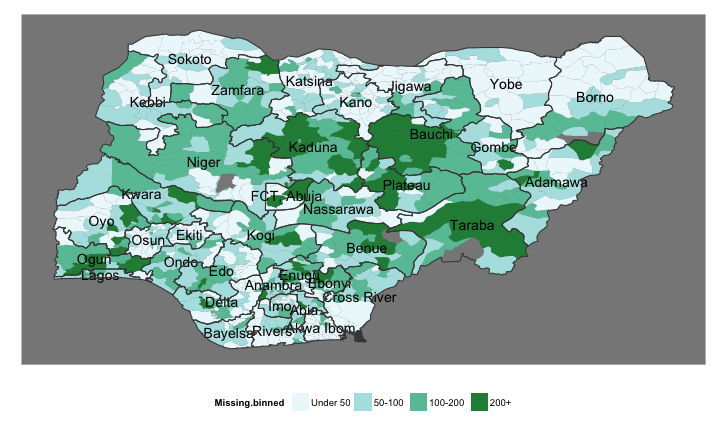 Sokoto
Katsina
Jigawa
Yobe
Borno
Kebbi
Zamfara
Kano
Kaduna
Bauchi
Gombe
Niger
Adamawa
Plateau
Kwara
FCT, Abuja
Nassarawa
Taraba
Oyo
Osun
Ekiti
Kogi
Benue
Ogun
Ondo
Edo
Lagos
Enugu
Anambra
Ebonyi
Cross River
Delta
Imo
Abia
Bayelsa
Rivers
Akwa Ibom
Missing.binned Under 50 50-100 100-200 200+